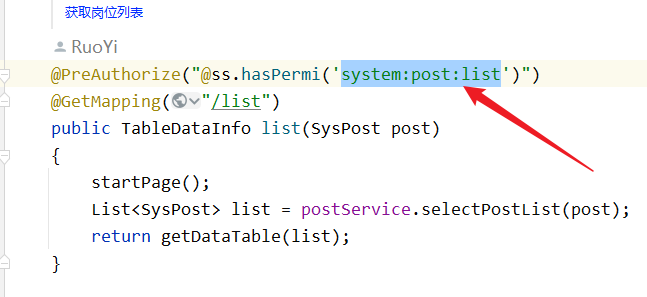 获取岗位列表
RuoYi
@PreAuthorize("@ss.hasPermi('system:post:list')")
@GetMapping("/list")
public TableDataInfo list(SysPost post)
{
    startPage();
    List<SysPost> list = postService.selectPostList(post);
    return getDataTable(list);
}